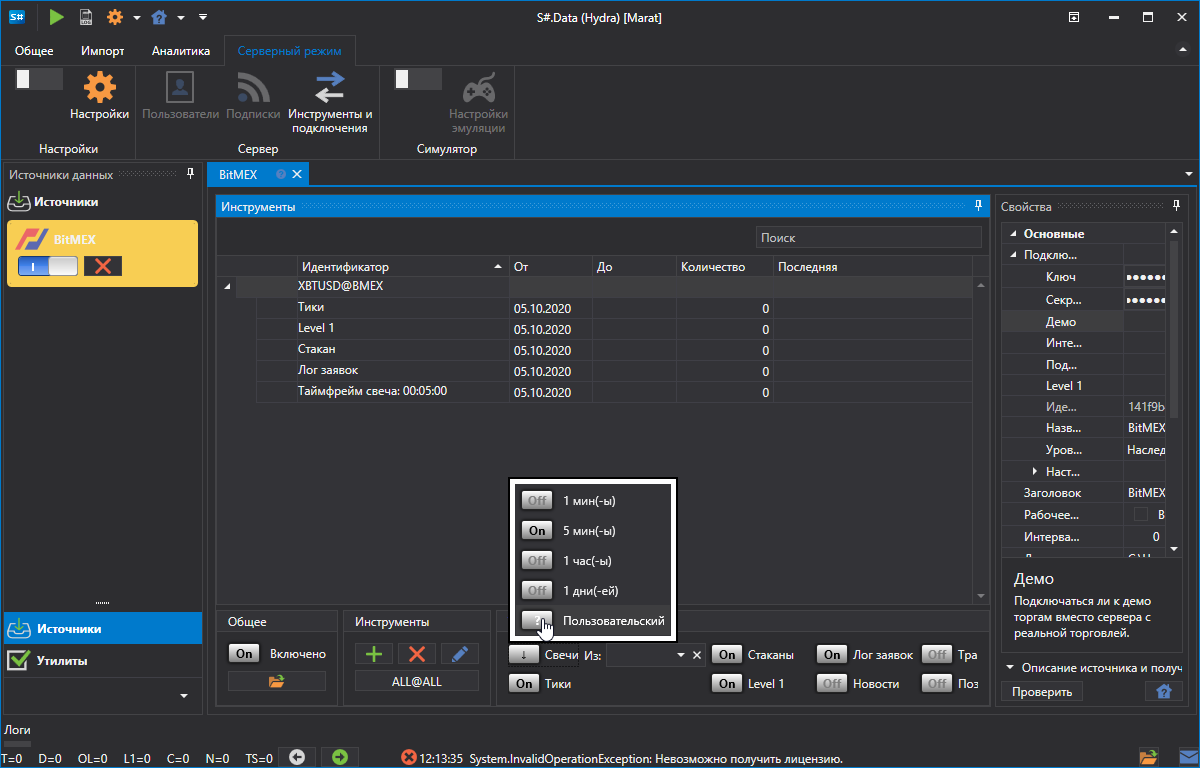 S#
LOG
S#.Data (Hydra) [Marat]
Общее Импорт Аналитика Серверный режим
Настройки Пользователи Подписки Инструменты и подключения Настройки эмуляции
Настройки Сервер Симулятор
Источники данных
Источники
BitMEX
I
BitMEX
Инструменты
Поиск
Идентификатор От До Количество Последняя
XBTUSD@BMEX
Тики 05.10.2020 0
Level 1 05.10.2020 0
Стакан 05.10.2020 0
Лог заявок 05.10.2020 0
Таймфрейм свеча: 00:05:00 05.10.2020 0
Off 1 мин(-ы)
On 5 мин(-ы)
Off 1 час(-ы)
Off 1 дни(-ей)
Пользовательский
Общее
On Включено
Инструменты
ALL@ALL
↓ Свечи Из: On Стаканы On Лог заявок Off Тра
On Тики On Level 1 Off Новости Off Поз
Свойства
Основные
Подклю...
Ключ ●●●●●●
Секр... ●●●●●●
Демо
Инте...
Под...
Level 1
Иде... 141f9b
Назв... BitMEX
Уров... Наслед
Наст...
Заголовок BitMEX
Рабочее... В
Интерва... 0
Демо
Подключаться ли к демо
торгам вместо сервера с
реальной торговлей.
Описание источника и получ
Проверить
Источники
Утилиты
Логи
T=0 D=0 OL=0 L1=0 C=0 N=0 TS=0 12:13:35 System.InvalidOperationException: Невозможно получить лицензию.